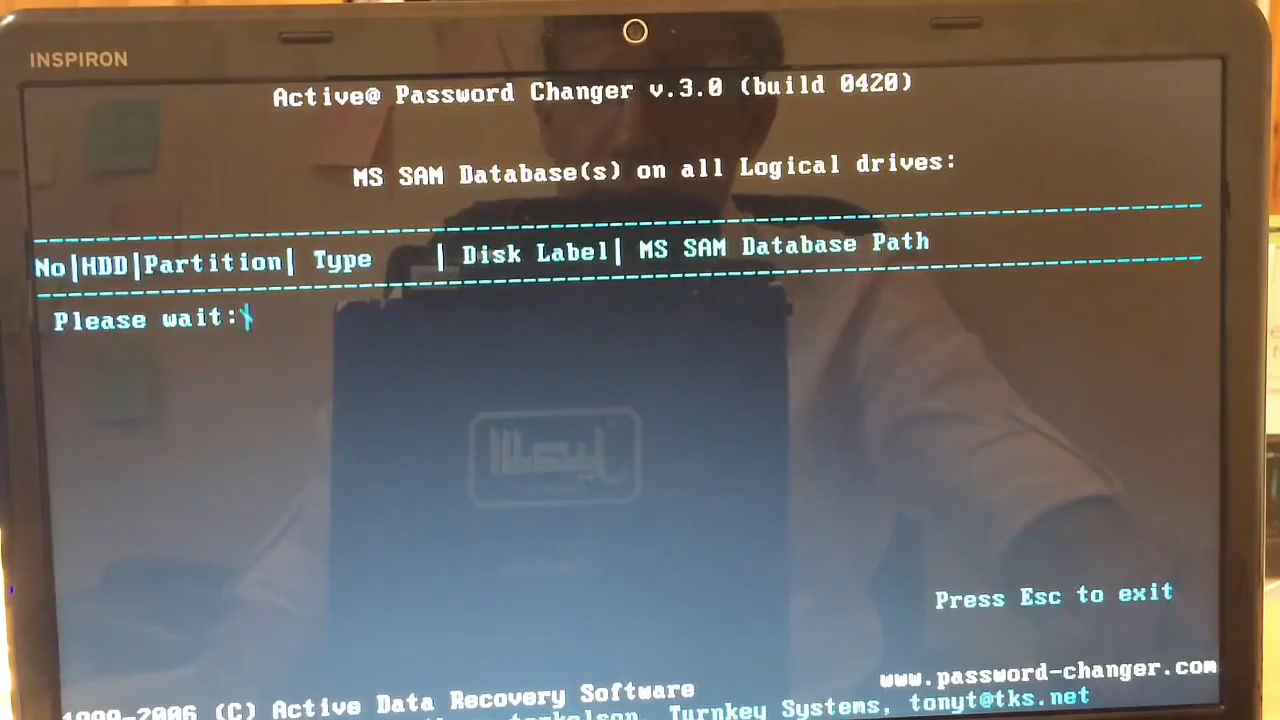 INSPIRON
Active@ Password Changer v.3.0 (build 0420)
MS SAM Database(s) on all Logical drives:
No|HDD|Partition| Type | Disk Label| MS SAM Database Path
Please wait:\
Press Esc to exit
www.password-changer.com
1999-2006 (C) Active Data Recovery Software
Turnkey Systems, tonyt@tks.net